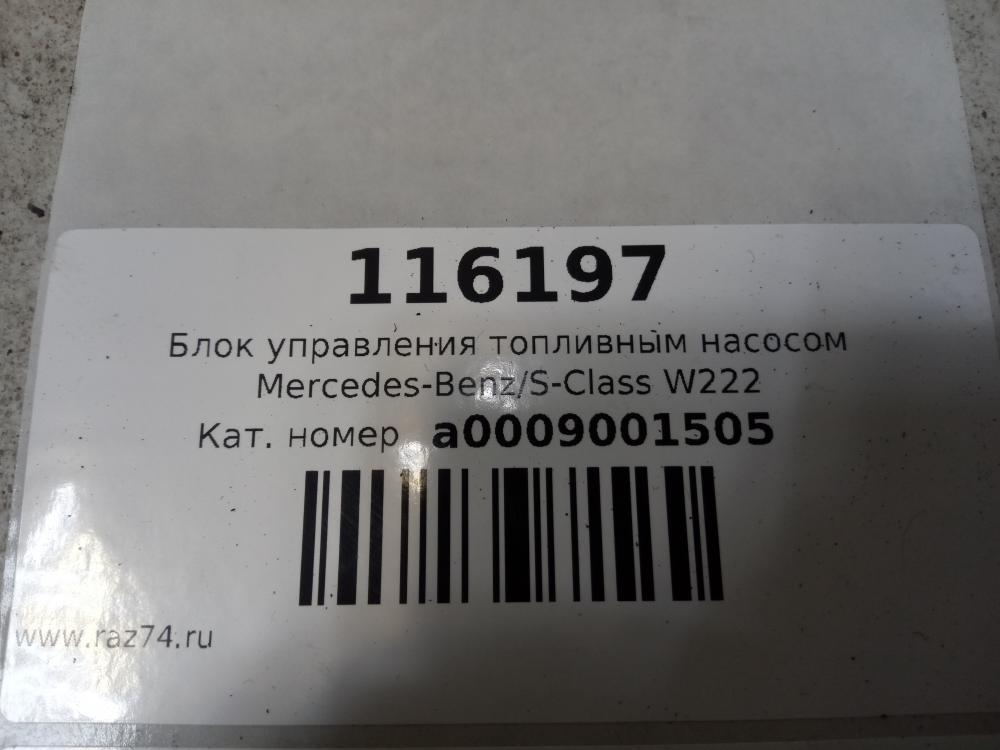 116197
Блок управления топливным насосом
Mercedes-Benz/S-Class W222
Кат. номер a0009001505
www.raz74.ru